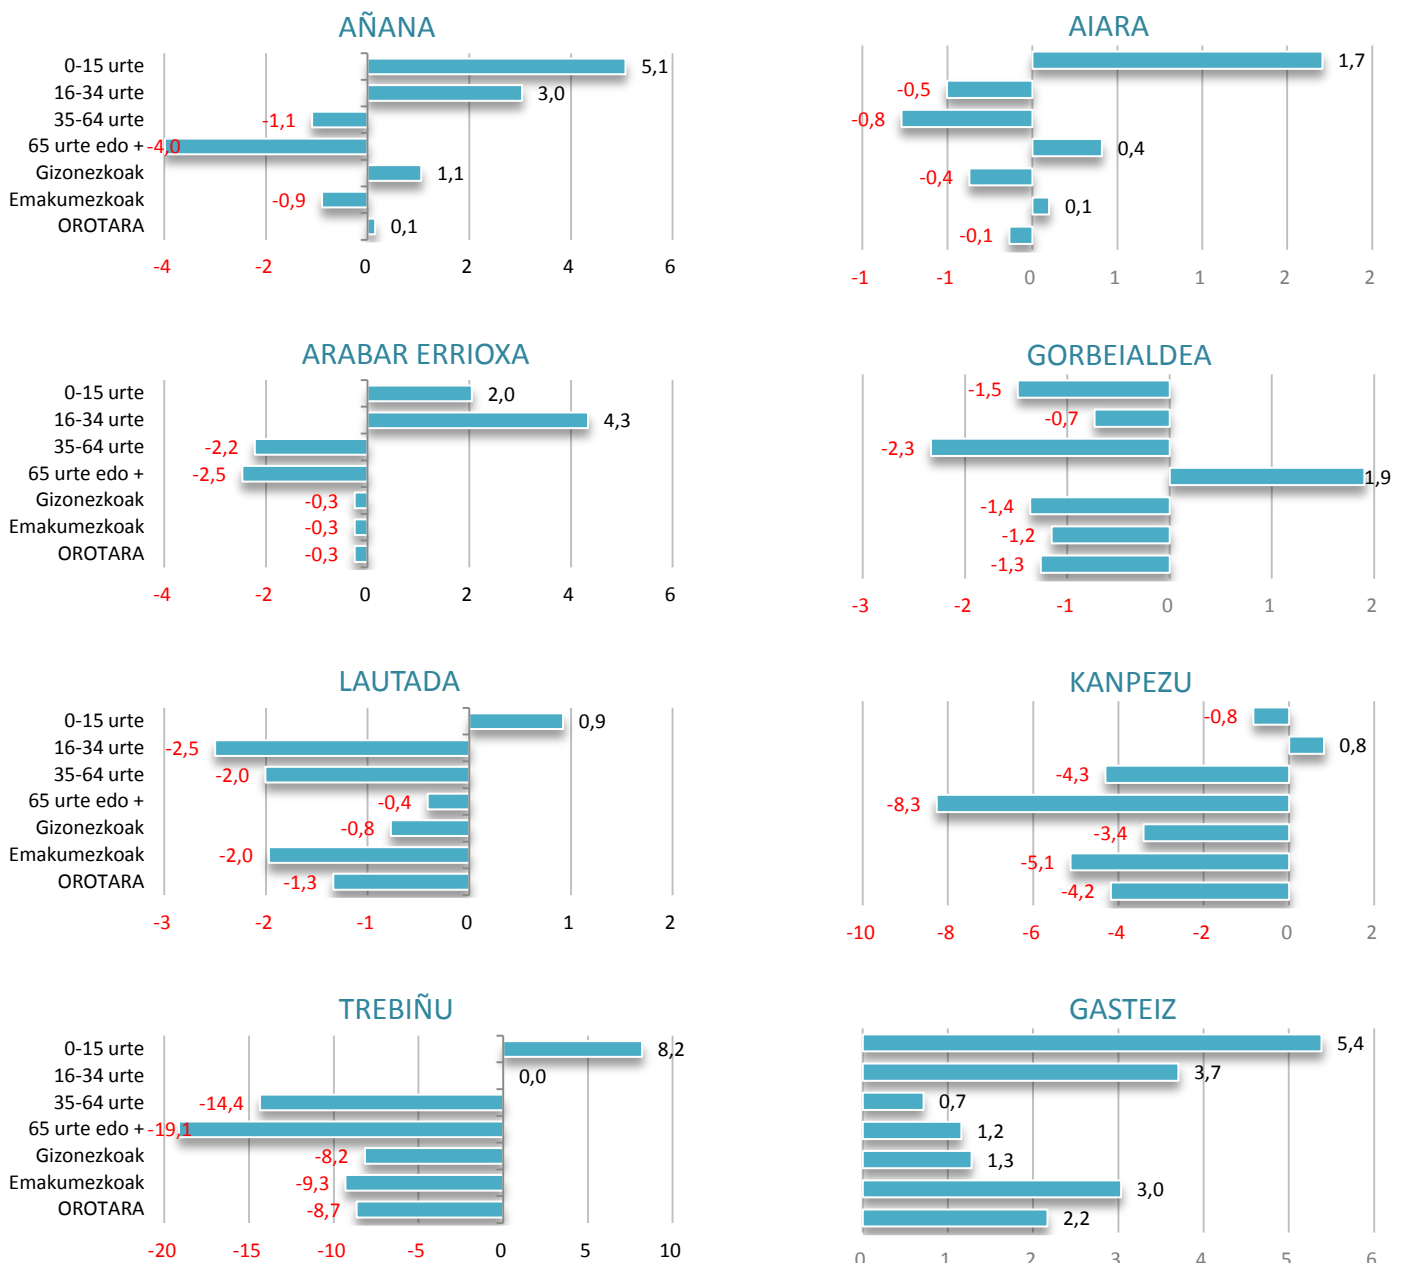 AÑANA
0-15 urte 5,1
16-34 urte 3,0
35-64 urte -1,1
65 urte edo + -4,0
Gizonezkoak 1,1
Emakumezkoak -0,9
OROTARA 0,1
-4 -2 0 2 4 6
AIARA
1,7
-0,5
-0,8
0,4
-0,4
0,1
-0,1
-1 -1 0 1 1 2 2
ARABAR ERRIOXA
0-15 urte 2,0
16-34 urte 4,3
35-64 urte -2,2
65 urte edo + -2,5
Gizonezkoak -0,3
Emakumezkoak -0,3
OROTARA -0,3
-4 -2 0 2 4 6
GORBEIALDEA
-1,5
-0,7
-2,3
1,9
-1,4
-1,2
-1,3
-3 -2 -1 0 1 2
LAUTADA
0-15 urte 0,9
16-34 urte -2,5
35-64 urte -2,0
65 urte edo + -0,4
Gizonezkoak -0,8
Emakumezkoak -2,0
OROTARA -1,3
-3 -2 -1 0 1 2
KANPEZU
-0,8
0,8
-4,3
-8,3
-3,4
-5,1
-4,2
-10 -8 -6 -4 -2 0 2
TREBIÑU
0-15 urte 8,2
16-34 urte 0,0
35-64 urte -14,4
65 urte edo + -19,1
Gizonezkoak -8,2
Emakumezkoak -9,3
OROTARA -8,7
-20 -15 -10 -5 0 5 10
GASTEIZ
5,4
3,7
0,7
1,2
1,3
3,0
2,2
0 1 2 3 4 5 6